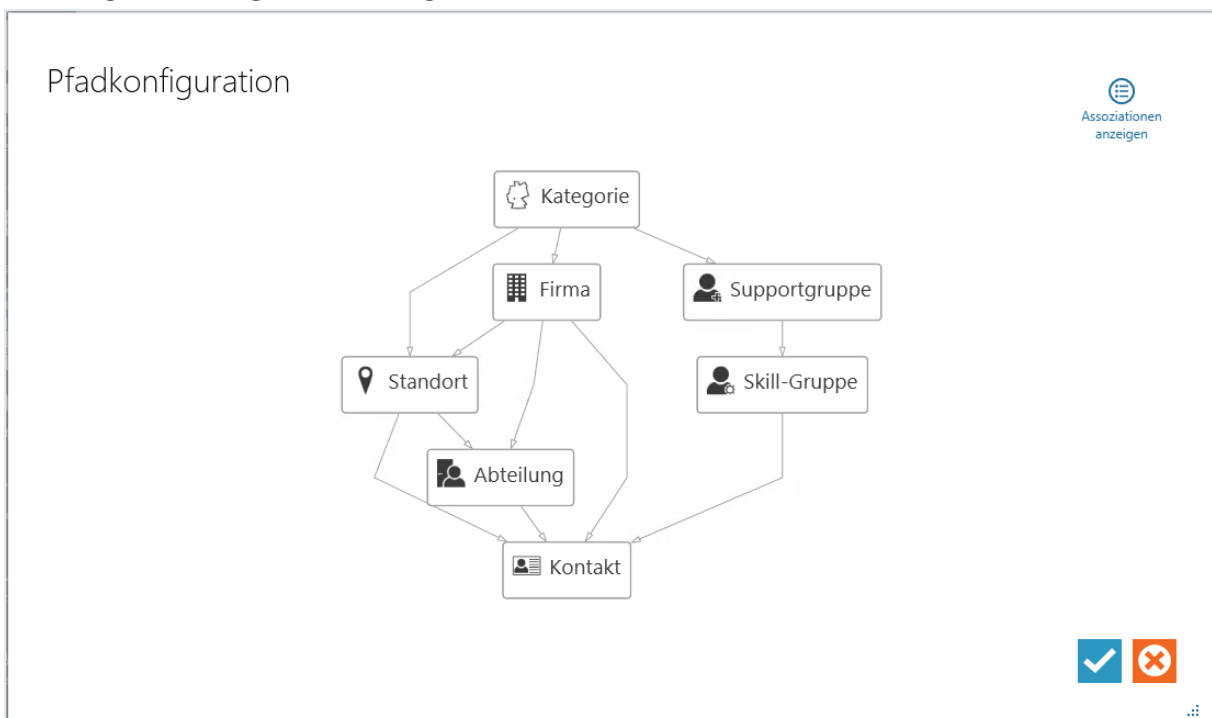 Pfadkonfiguration
Assoziationen
anzeigen
Kategorie
Firma
Supportgruppe
Standort
Skill-Gruppe
Abteilung
Kontakt